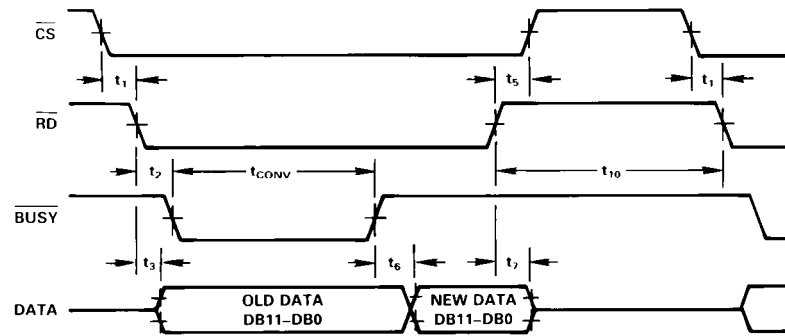 CS
t1 t5 t1
RD
t2 tCONV t10
BUSY
t3 t6 t7
DATA
OLD DATA
DB11–DB0
NEW DATA
DB11–DB0